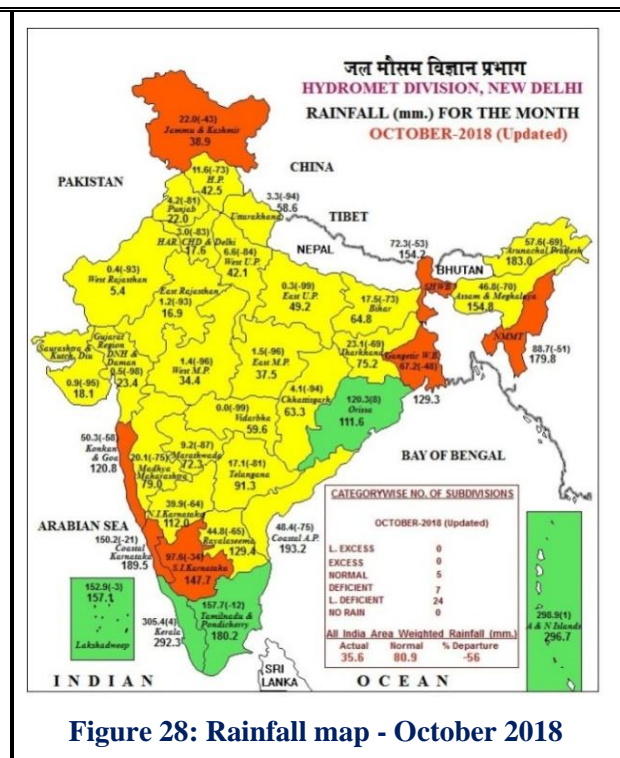 जल मौसम विज्ञान प्रभाग
HYDROMET DIVISION, NEW DELHI
RAINFALL (mm.) FOR THE MONTH
OCTOBER-2018 (Updated)
22.0(-43)
Jammu & Kashmir
38.9
CHINA
PAKISTAN
11.6(-73)
H.P.
42.5
4.2(-81)
Punjab
22.0
3.3(-94)
58.6
Uttarakhand
TIBET
3.0(-83)
HAR. CHD & Delhi
17.6
NEPAL
6.6(-84)
West U.P.
42.1
72.3(-53)
154.2
BHUTAN
57.6(-69)
Arunachal Pradesh
183.0
0.4(-93)
West Rajasthan
5.4
East Rajasthan
1.2(-93)
16.9
0.3(-99)
East U.P.
49.2
17.5(-73)
Bihar
64.8
46.8(-70)
Assam & Meghalaya
154.8
NMMT
88.7(-51)
179.8
Saurashtra &
Kutch, Diu
0.9(-95)
18.1
Gujarat
Region
DNH &
Daman
0.5(-98)
23.4
1.4(-96)
West M.P.
34.4
1.5(-96)
East M.P.
37.5
23.1(-69)
Jharkhand
75.2
Gangetic W.B.
67.2(-48)
129.3
4.1(-94)
Chhattisgarh
63.3
120.3(8)
Orissa
111.6
0.0(-99)
Vidarbha
59.6
50.3(-58)
Konkan
& Goa
120.8
20.1(-75)
Madhya
Maharashtra
79.0
9.2(-87)
Marathwada
72.3
17.1(-81)
Telangana
91.3
BAY OF BENGAL
39.9(-64)
N.I.Karnataka
112.0
ARABIAN SEA
150.2(-21)
Coastal
Karnataka
189.5
44.8(-65)
Rayalaseema
129.4
48.4(-75)
Coastal A.P.
193.2
97.6(-34)
S.I.Karnataka
147.7
CATEGORYWISE NO. OF SUBDIVISIONS
OCTOBER-2018 (Updated)
L. EXCESS 0
EXCESS 0
NORMAL 5
DEFICIENT 7
L. DEFICIENT 24
NO RAIN 0
All India Area Weighted Rainfall (mm.)
Actual Normal % Departure
35.6 80.9 -56
152.9(-3)
157.1
Lakshadweep
305.4(4)
Kerala
292.3
157.7(-12)
Tamilnadu &
Pondicherry
180.2
298.9(1)
A & N Islands
296.7
SRI
LANKA
INDIAN OCEAN
Figure 28: Rainfall map - October 2018